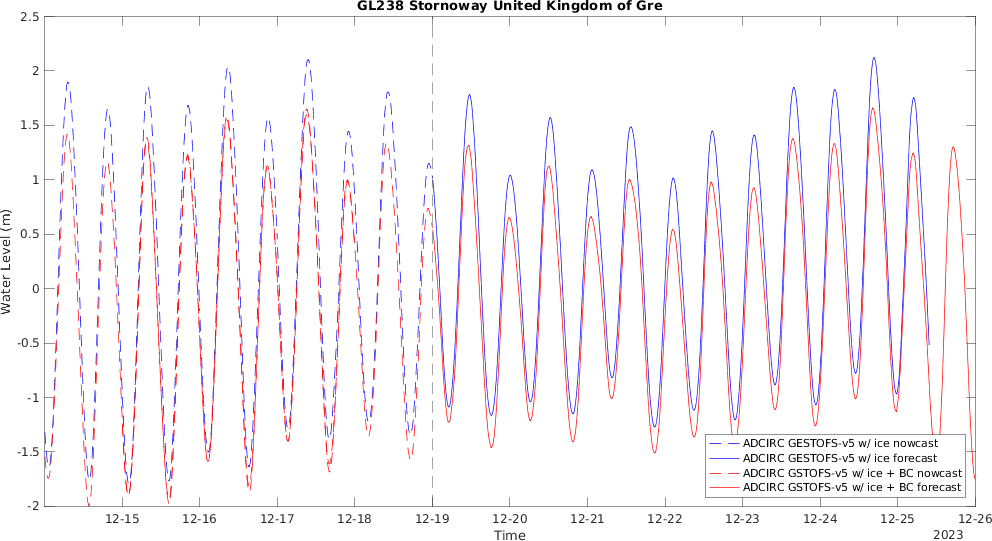 GL238 Stornoway United Kingdom of Gre
2.5
2
1.5
1
0.5
0
-0.5
-1
-1.5
-2
Water Level (m)
ADCIRC GESTOFS-v5 w/ ice nowcast
ADCIRC GESTOFS-v5 w/ ice forecast
ADCIRC GSTOFS-v5 w/ ice + BC nowcast
ADCIRC GSTOFS-v5 w/ ice + BC forecast
12-15 12-16 12-17 12-18 12-19 12-20 12-21 12-22 12-23 12-24 12-25 12-26
Time
2023